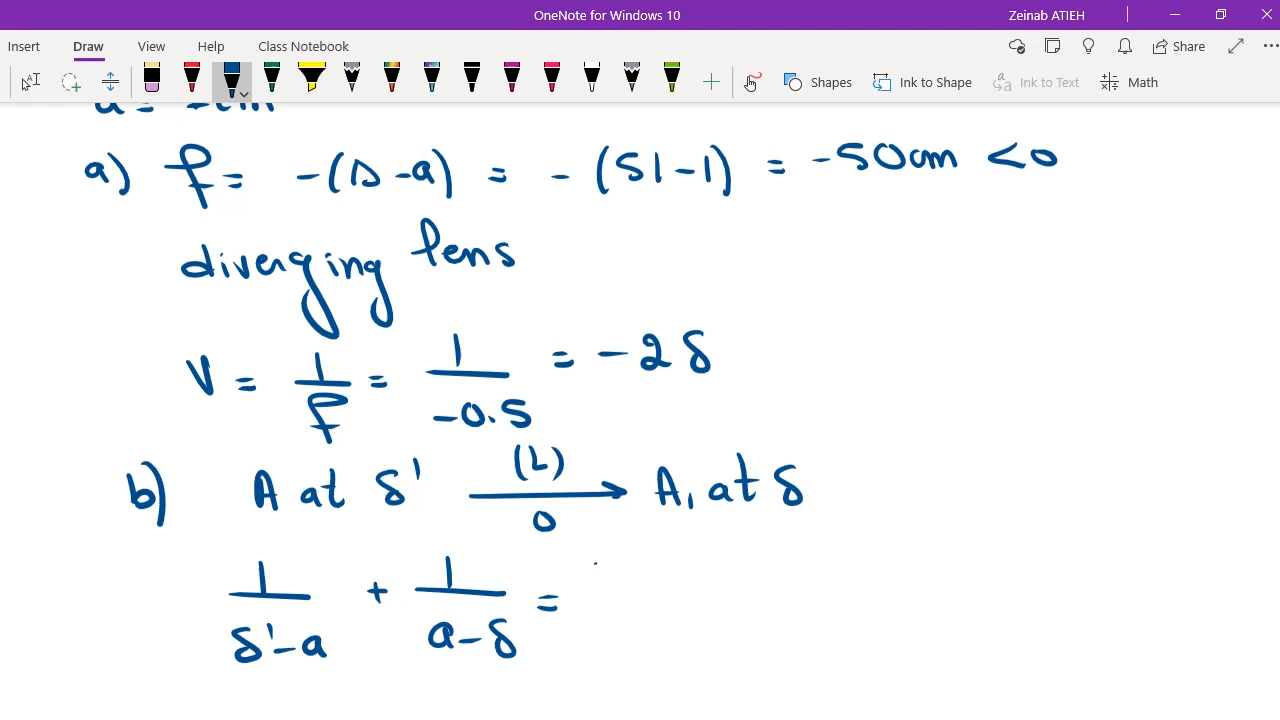 OneNote for Windows 10
Zeinab ATIEH
Insert Draw View Help Class Notebook Share
Shapes Ink to Shape Ink to Text Math
a) f = -(D - a) = - (51 - 1) = -50cm < 0
diverging lens
V = 1/f = 1/-0.5 = -2 δ
b) A at δ' (L) → O A₁ at δ
1/δ'-a + 1/a-δ =